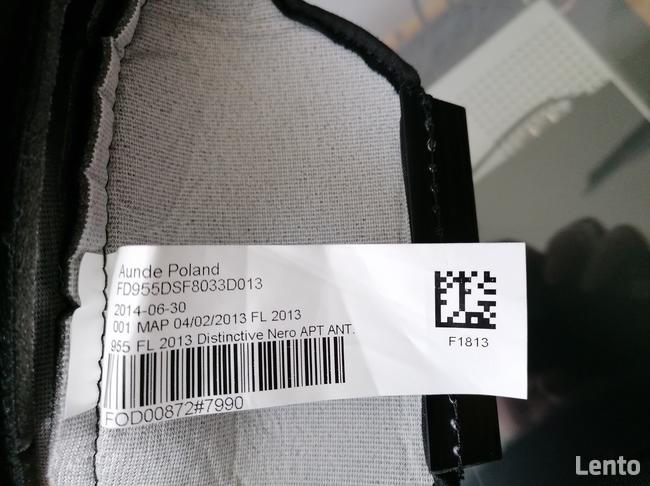 Aunde Poland
FD955DSF8033D013
2014-06-30
001 MAP 04/02/2013 FL 2013
955 FL 2013 Distinctive Nero APT ANT.
FOD00872#7990
F1813
Lento